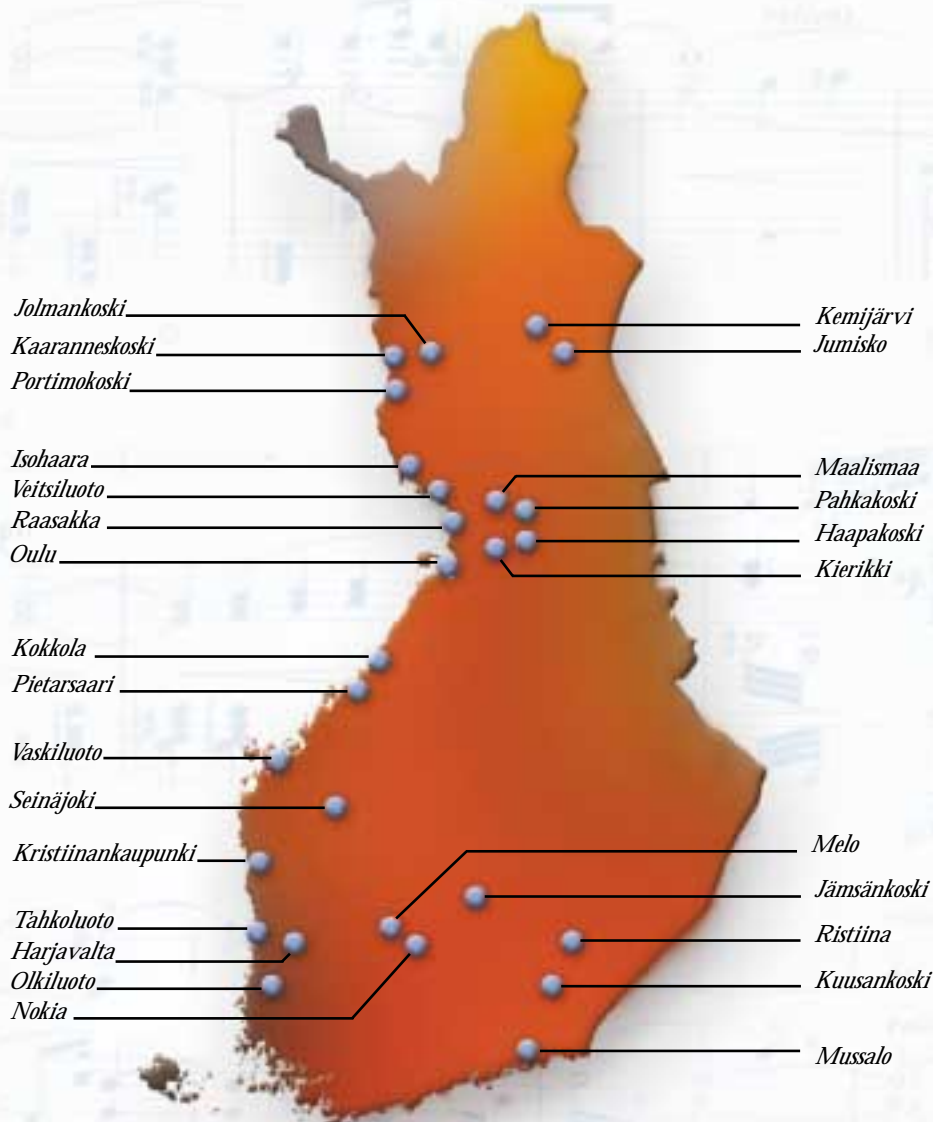 Jolmankoski
Kaaranneskoski
Portimokoski
Isohaara
Veitsiluoto
Raasakka
Oulu
Kokkola
Pietarsaari
Vaskiluoto
Seinäjoki
Kristiinankaupunki
Tahkoluoto
Harjavalta
Olkiluoto
Nokia
Kemijärvi
Jumisko
Maalismaa
Pahkakoski
Haapakoski
Kierikki
Melo
Jämsänkoski
Ristiina
Kuusankoski
Mussalo